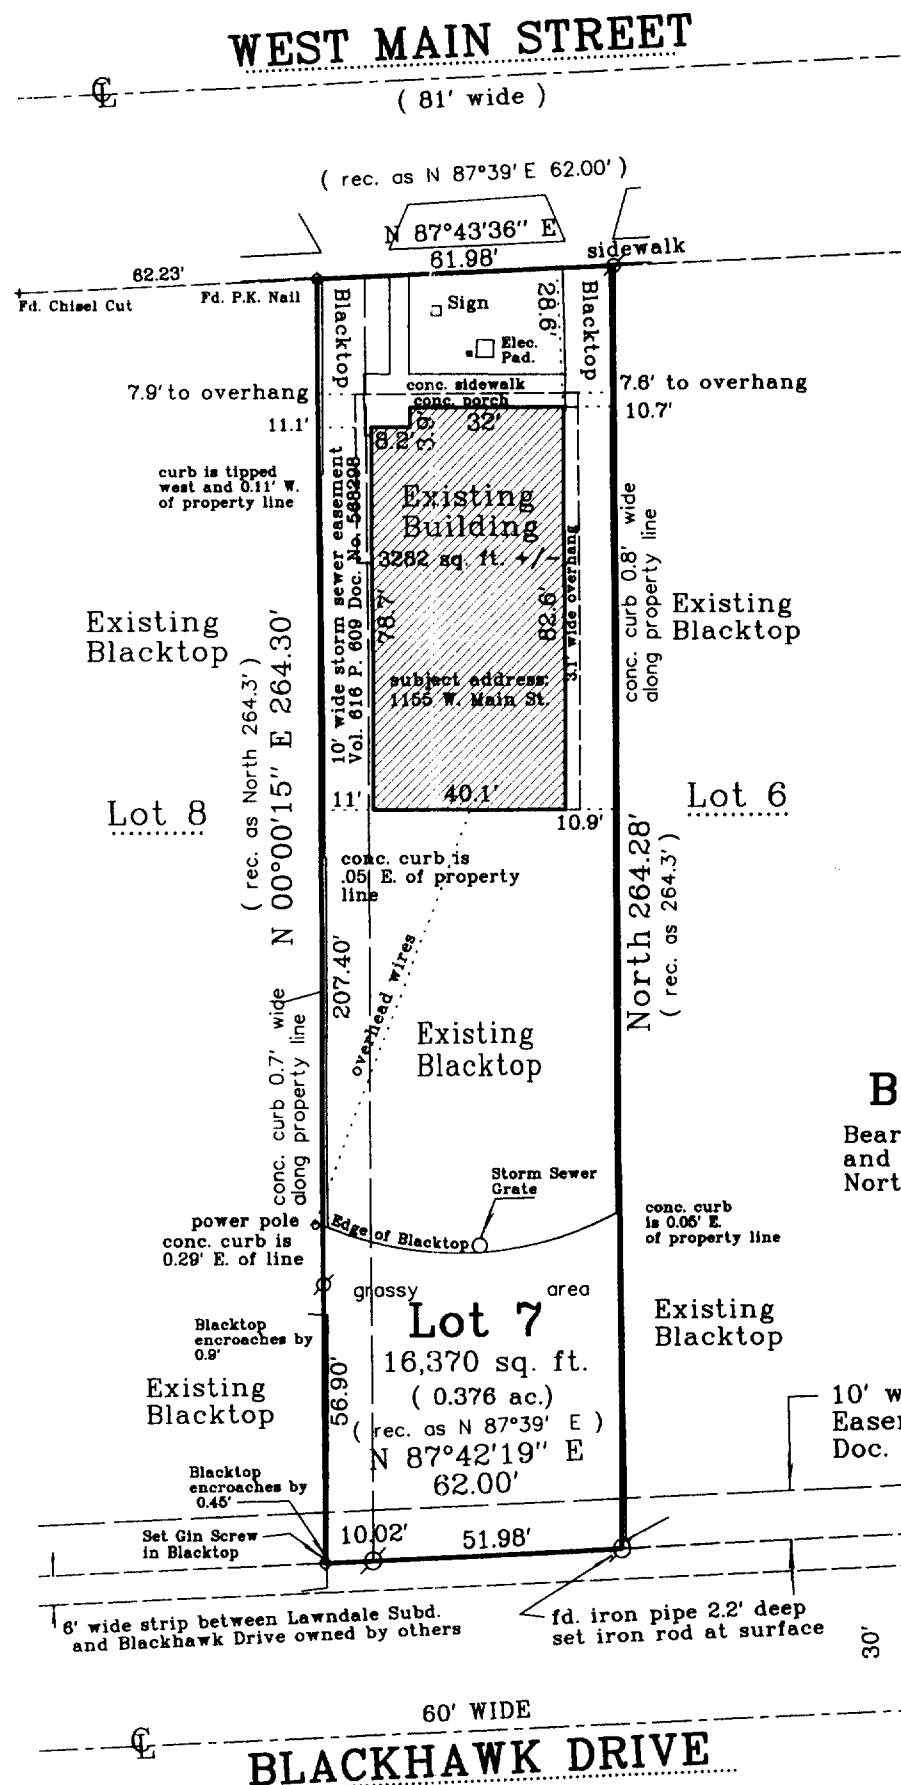 WEST MAIN STREET
CL
( 81' wide )
( rec. as N 87°39' E 62.00' )
N 87°43'36" E
61.98'
sidewalk
62.23'
Fd. Chisel Cut
Fd. P.K. Nail
Blacktop
Sign
28.6'
Blacktop
Elec.
Pad.
conc. sidewalk
conc. porch
7.9' to overhang
7.6' to overhang
11.1'
10.7'
8.2'
3.9'
32'
curb is tipped
west and 0.11' W.
of property line
10' wide storm sewer easement
Vol. 616 P. 609 Doc. No. 568298
Existing
Building
3282 sq. ft. +/-
78.7'
82.6'
3.1' wide overhang
conc. curb 0.8' wide
along property line
Existing
Blacktop
Existing
Blacktop
subject address:
1155 W. Main St.
( rec. as North 264.3' )
N 00°00'15" E 264.30'
Lot 8
Lot 6
11'
40.1'
10.9'
North 264.28'
( rec. as 264.3' )
conc. curb is
.05' E. of property
line
207.40'
overhead wires
Existing
Blacktop
conc. curb 0.7' wide
along property line
B
Bear
and
Nort
Storm Sewer
Grate
power pole
Edge of Blacktop
conc. curb is
0.29' E. of line
conc. curb
is 0.05' E.
of property line
grassy area
Lot 7
16,370 sq. ft.
( 0.376 ac.)
( rec. as N 87°39' E )
N 87°42'19" E
62.00'
Blacktop
encroaches by
0.9'
56.90'
Existing
Blacktop
Existing
Blacktop
10' w
Easem
Doc.
Blacktop
encroaches by
0.45'
Set Gin Screw
in Blacktop
10.02'
51.98'
6' wide strip between Lawndale Subd.
and Blackhawk Drive owned by others
fd. iron pipe 2.2' deep
set iron rod at surface
30'
60' WIDE
CL
BLACKHAWK DRIVE